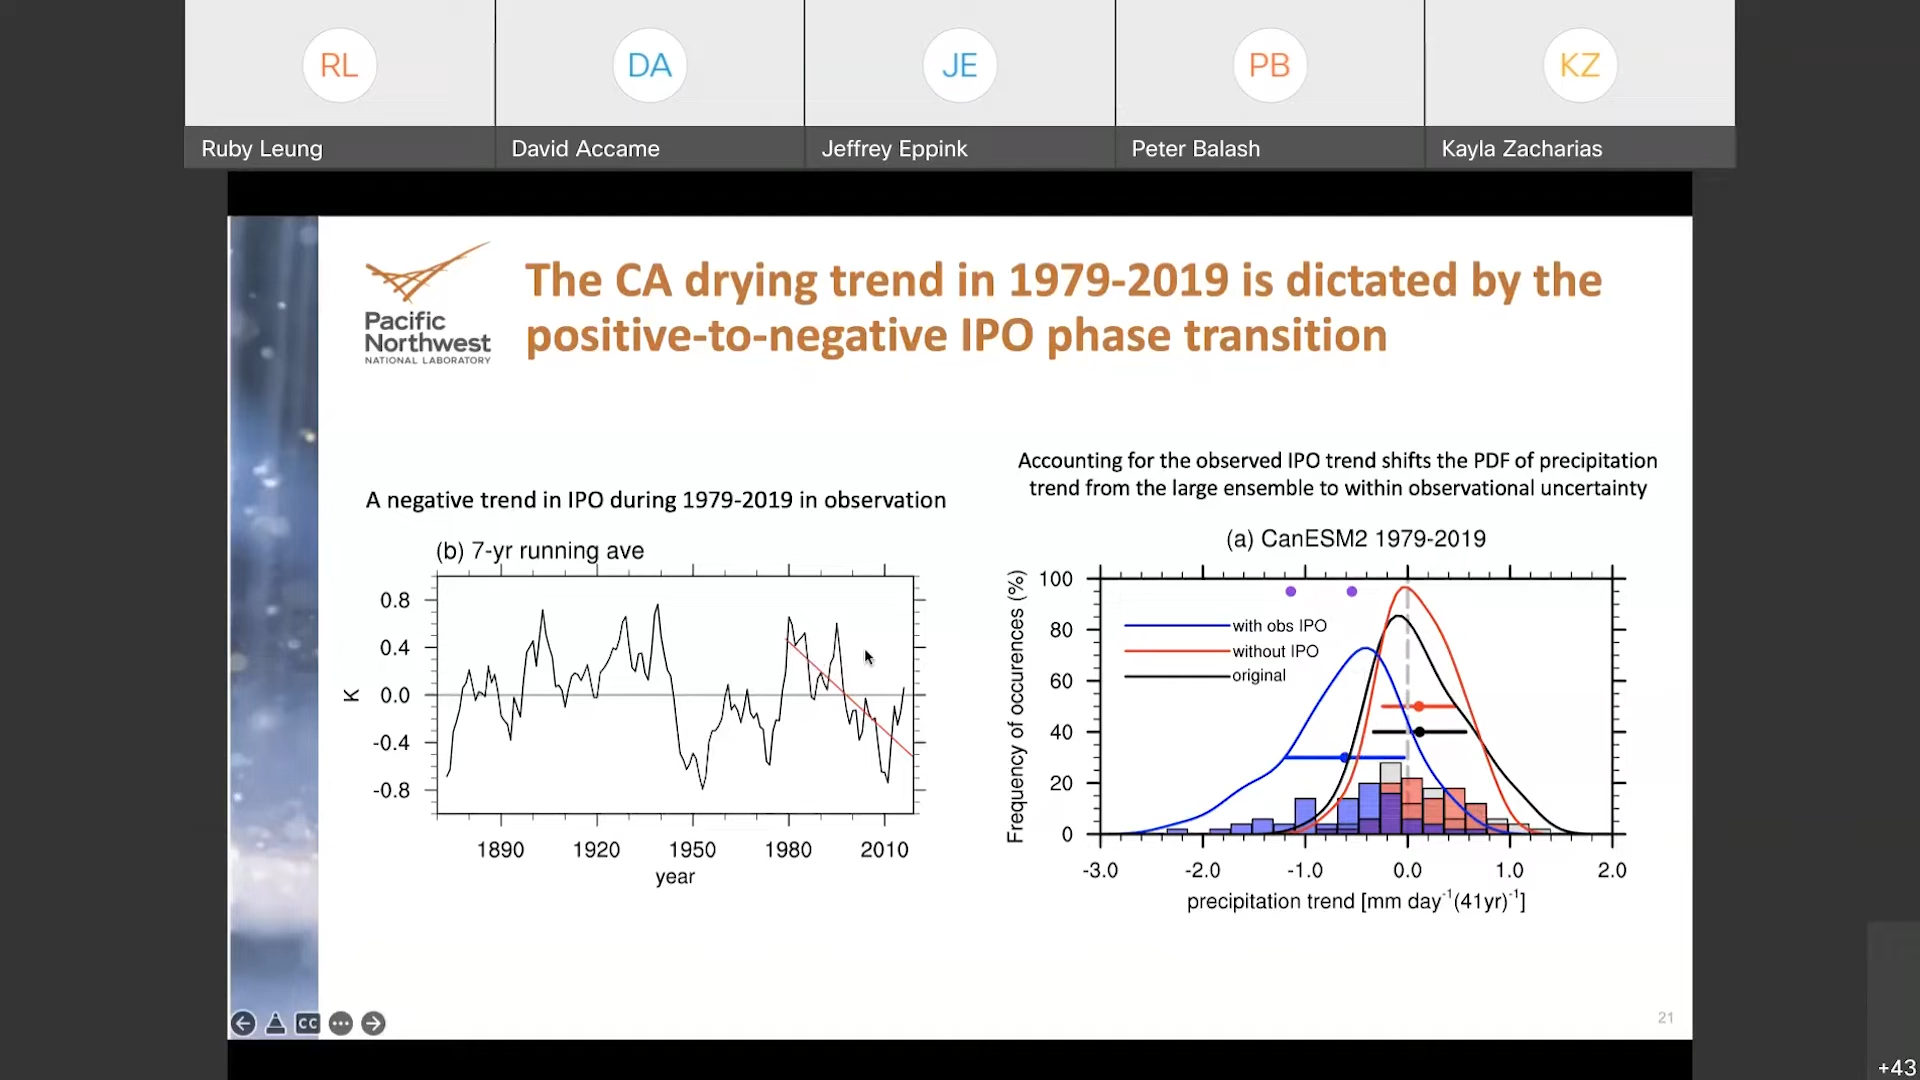 RL
DA
JE
PB
KZ
Ruby Leung
David Accame
Jeffrey Eppink
Peter Balash
Kayla Zacharias
Pacific
Northwest
NATIONAL LABORATORY
The CA drying trend in 1979-2019 is dictated by the
positive-to-negative IPO phase transition
A negative trend in IPO during 1979-2019 in observation
(b) 7-yr running ave
0.8
0.4
0.0
-0.4
-0.8
K
1890 1920 1950 1980 2010
year
Accounting for the observed IPO trend shifts the PDF of precipitation
trend from the large ensemble to within observational uncertainty
(a) CanESM2 1979-2019
Frequency of occurences (%)
100
80
60
40
20
0
with obs IPO
without IPO
original
-3.0 -2.0 -1.0 0.0 1.0 2.0
precipitation trend [mm day⁻¹(41yr)⁻¹]
CC
21
+43